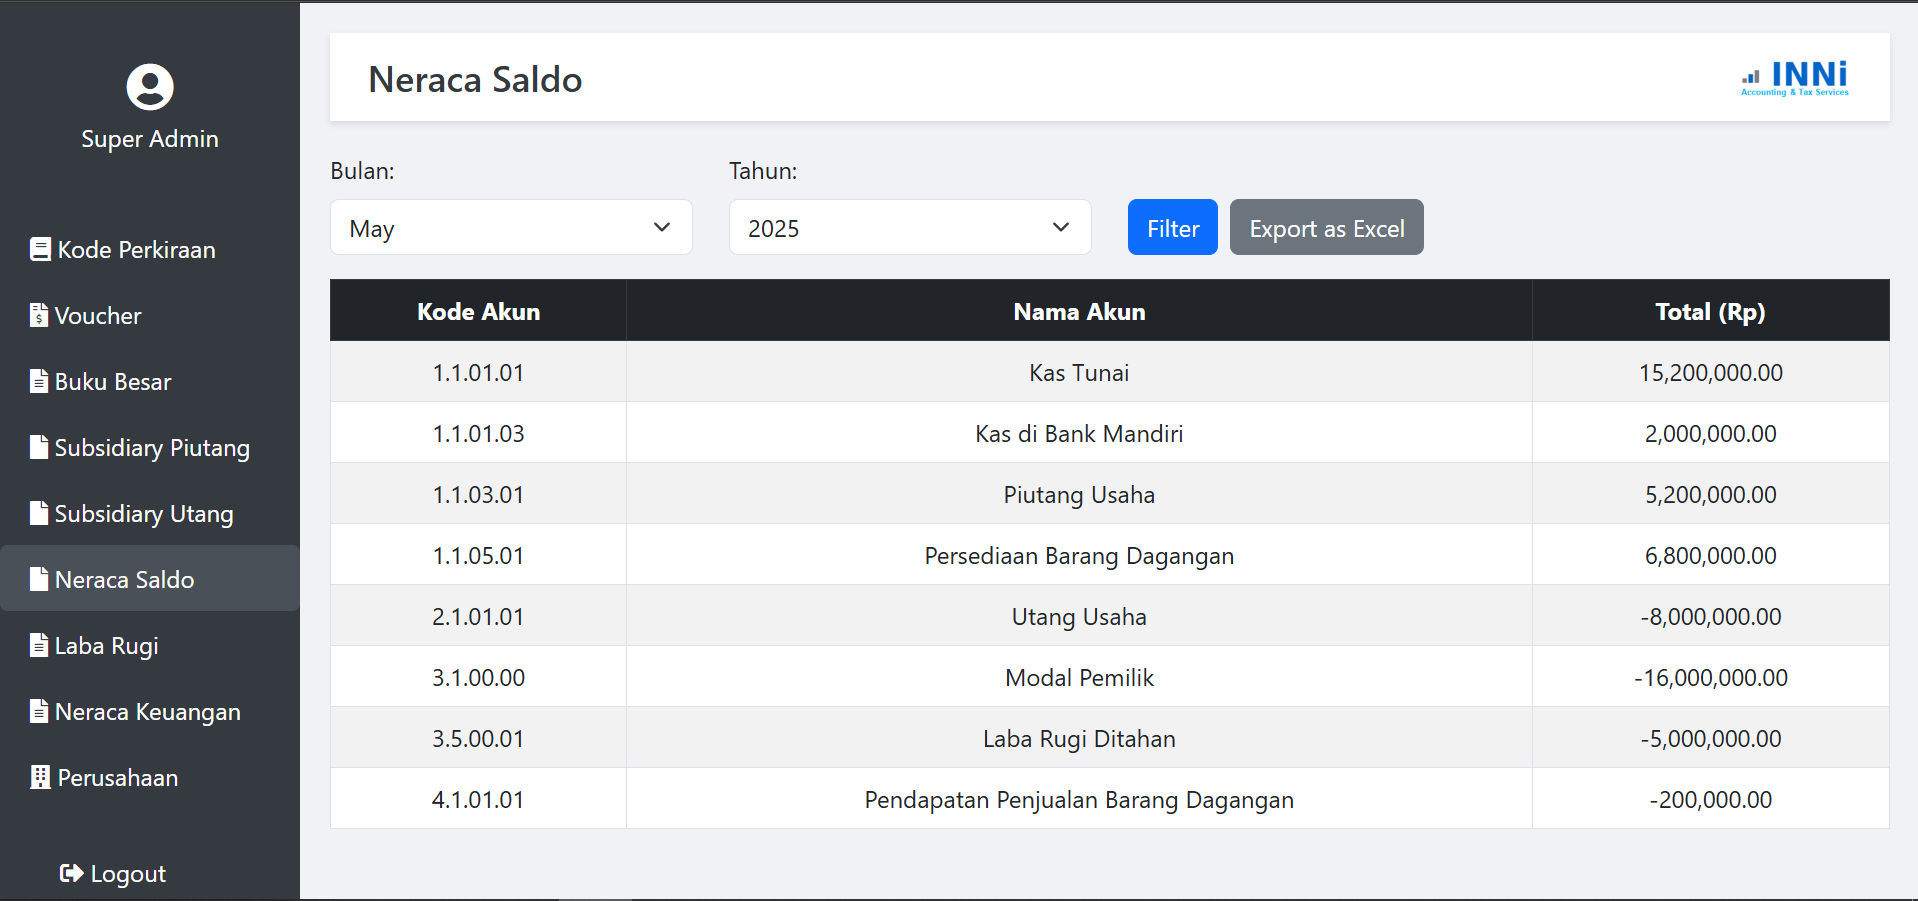 Super Admin
Kode Perkiraan
Voucher
Buku Besar
Subsidiary Piutang
Subsidiary Utang
Neraca Saldo
Laba Rugi
Neraca Keuangan
Perusahaan
Logout
Neraca Saldo
INNi
Accounting & Tax Services
Bulan: Tahun:
May 2025 Filter Export as Excel
Kode Akun Nama Akun Total (Rp)
1.1.01.01 Kas Tunai 15,200,000.00
1.1.01.03 Kas di Bank Mandiri 2,000,000.00
1.1.03.01 Piutang Usaha 5,200,000.00
1.1.05.01 Persediaan Barang Dagangan 6,800,000.00
2.1.01.01 Utang Usaha -8,000,000.00
3.1.00.00 Modal Pemilik -16,000,000.00
3.5.00.01 Laba Rugi Ditahan -5,000,000.00
4.1.01.01 Pendapatan Penjualan Barang Dagangan -200,000.00